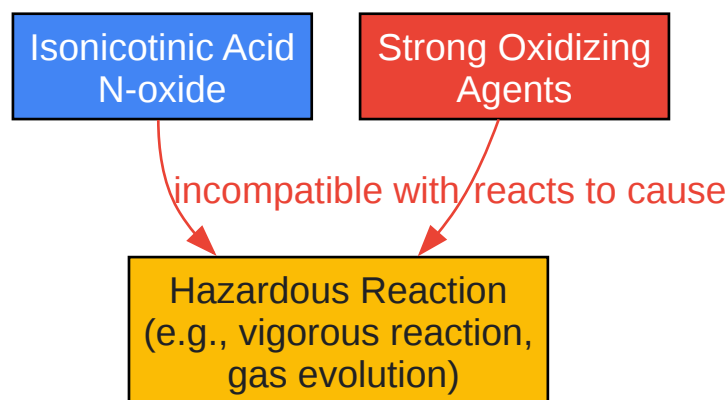 Isonicotinic Acid
N-oxide
Strong Oxidizing
Agents
incompatible with
reacts to cause
Hazardous Reaction
(e.g., vigorous reaction,
gas evolution)